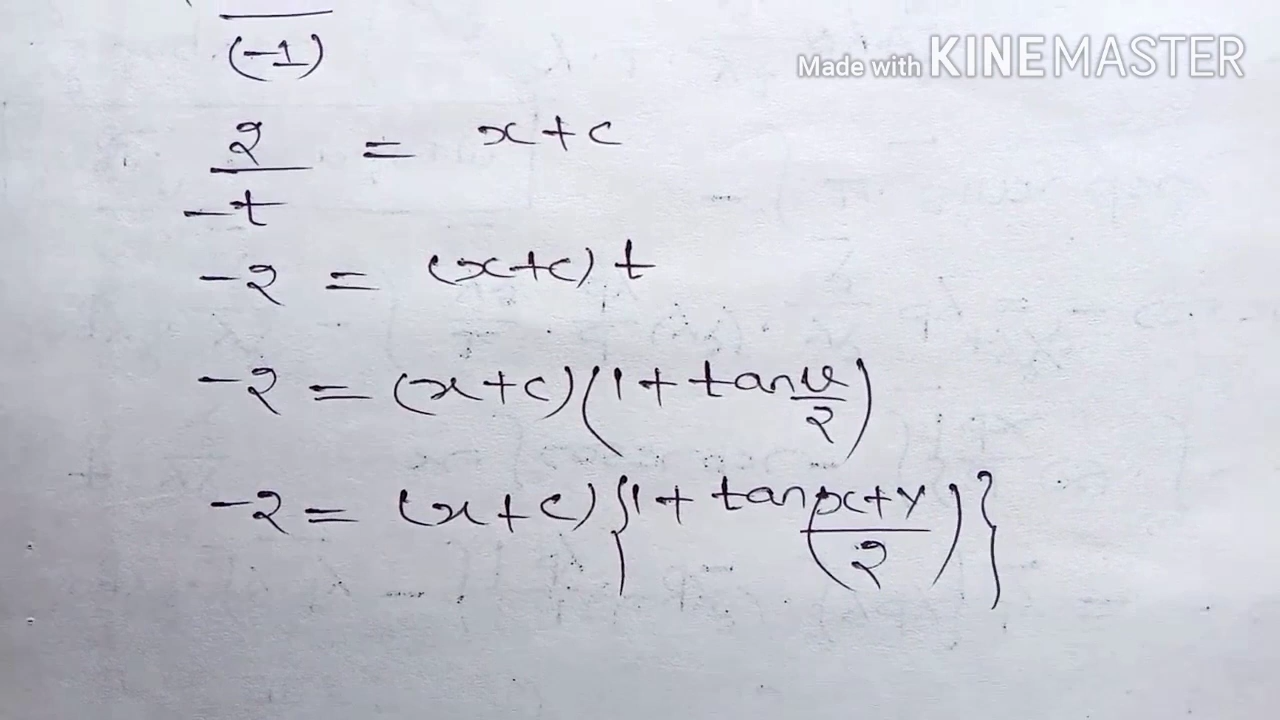 Made with KINEMASTER
(-1)
2/-t = x+c
-2 = (x+c) t
-2 = (x+c)(1 + tan v/2)
-2 = (x+c){1 + tan(x+y/2)}